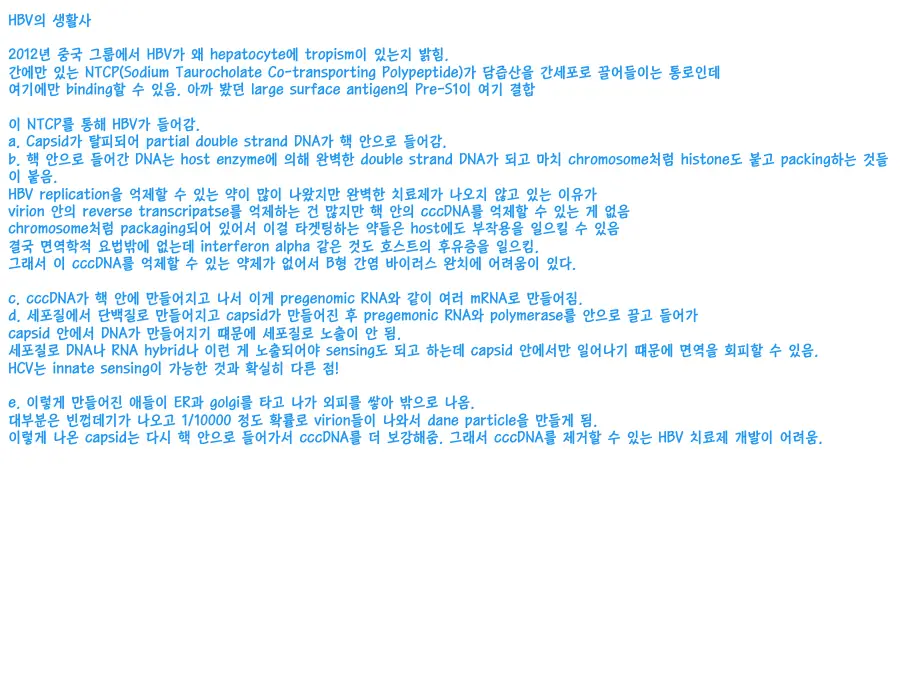 HBV의 생활사
2012년 중국 그룹에서 HBV가 왜 hepatocyte에 tropism이 있는지 밝힘.
간에만 있는 NTCP(Sodium Taurocholate Co-transporting Polypeptide)가 담즙산을 간세포로 끌어들이는 통로인데
여기에만 binding할 수 있음. 아까 봤던 large surface antigen의 Pre-S1이 여기 결합
이 NTCP를 통해 HBV가 들어감.
a. Capsid가 탈피되어 partial double strand DNA가 핵 안으로 들어감.
b. 핵 안으로 들어간 DNA는 host enzyme에 의해 완벽한 double strand DNA가 되고 마치 chromosome처럼 histone도 붙고 packing하는 것들
이 붙음.
HBV replication을 억제할 수 있는 약이 많이 나왔지만 완벽한 치료제가 나오지 않고 있는 이유가
virion 안의 reverse transcripatse를 억제하는 건 많지만 핵 안의 cccDNA를 억제할 수 있는 게 없음
chromosome처럼 packaging되어 있어서 이걸 타겟팅하는 약들은 host에도 부작용을 일으킬 수 있음
결국 면역학적 요법밖에 없는데 interferon alpha 같은 것도 호스트의 후유증을 일으킴.
그래서 이 cccDNA를 억제할 수 있는 약제가 없어서 B형 간염 바이러스 완치에 어려움이 있다.
c. cccDNA가 핵 안에 만들어지고 나서 이게 pregenomic RNA와 같이 여러 mRNA로 만들어짐.
d. 세포질에서 단백질로 만들어지고 capsid가 만들어진 후 pregemonic RNA와 polymerase를 안으로 끌고 들어가
capsid 안에서 DNA가 만들어지기 때문에 세포질로 노출이 안 됨.
세포질로 DNA나 RNA hybrid나 이런 게 노출되어야 sensing도 되고 하는데 capsid 안에서만 일어나기 때문에 면역을 회피할 수 있음.
HCV는 innate sensing이 가능한 것과 확실히 다른 점!
e. 이렇게 만들어진 애들이 ER과 golgi를 타고 나가 외피를 쌓아 밖으로 나옴.
대부분은 빈껍데기가 나오고 1/10000 정도 확률로 virion들이 나와서 dane particle을 만들게 됨.
이렇게 나온 capsid는 다시 핵 안으로 들어가서 cccDNA를 더 보강해줌. 그래서 cccDNA를 제거할 수 있는 HBV 치료제 개발이 어려움.